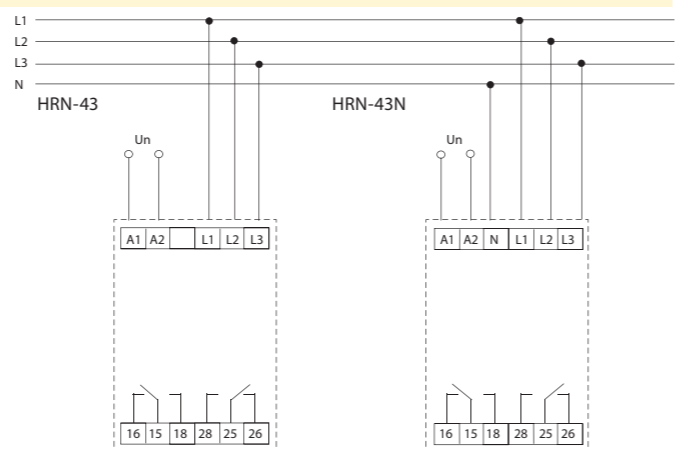 L1
L2
L3
N
HRN-43 HRN-43N
Un Un
A1 A2 L1 L2 L3 A1 A2 N L1 L2 L3
16 15 18 28 25 26 16 15 18 28 25 26